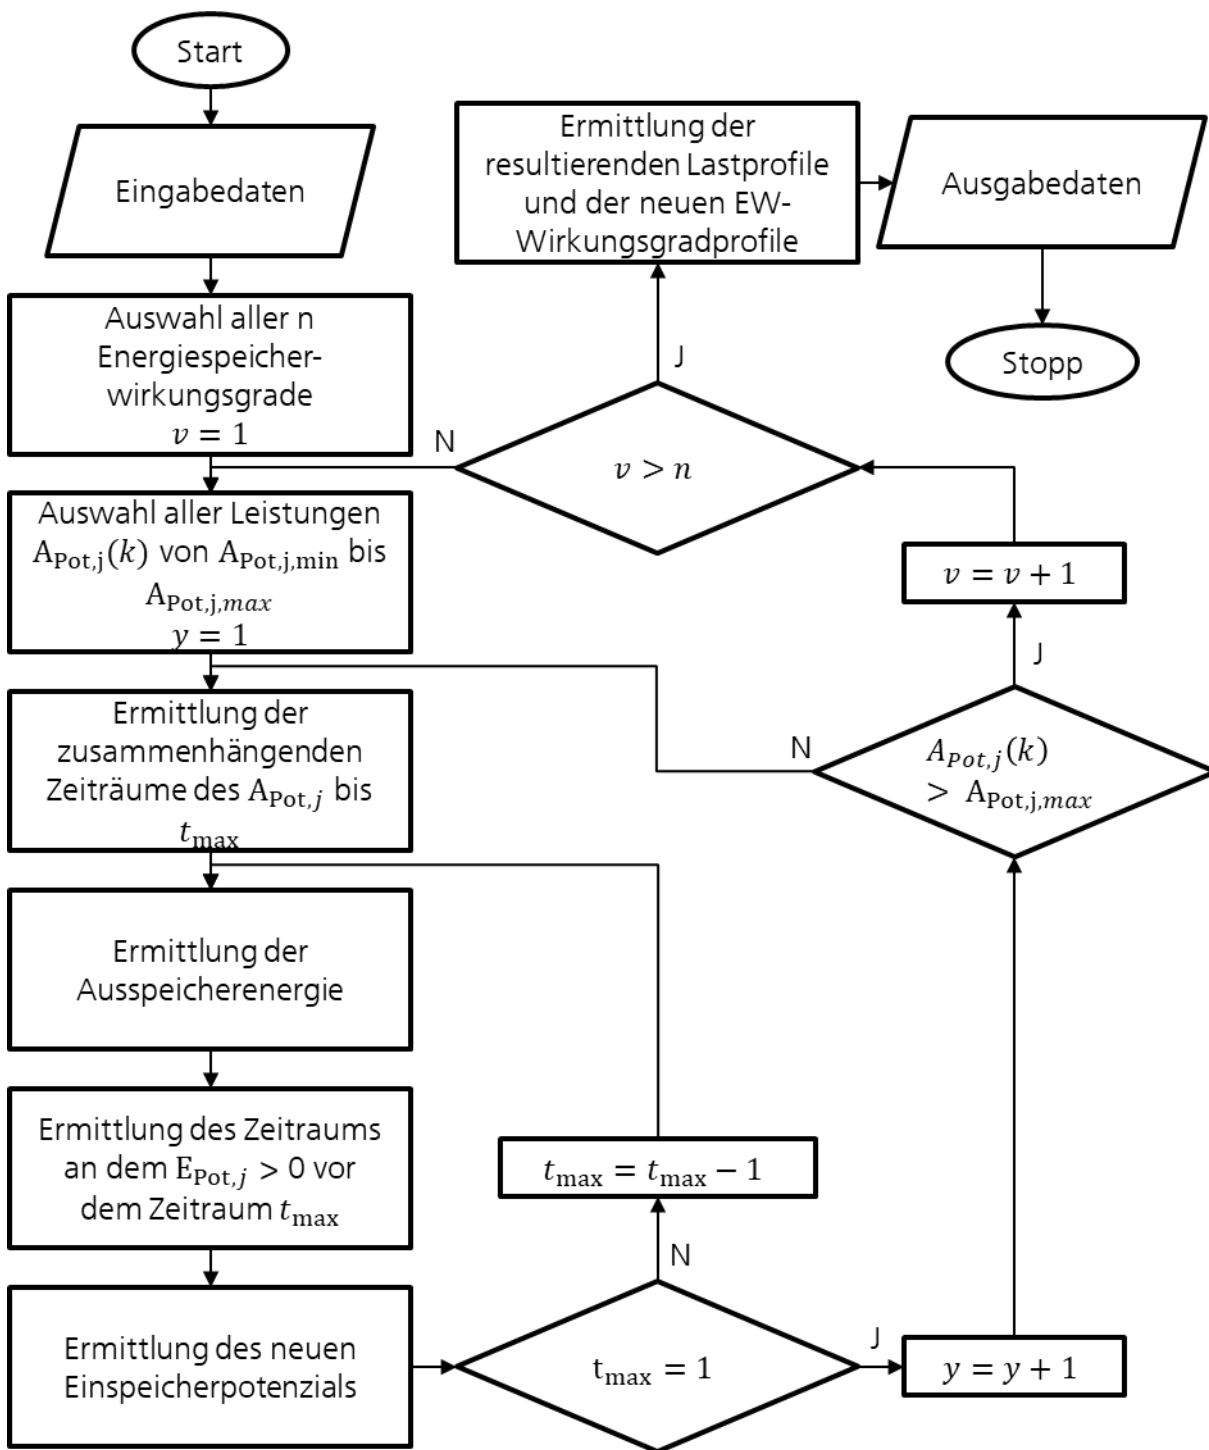 Start
Eingabedaten
Auswahl aller n
Energiespeicher-
wirkungsgrade
v = 1
Auswahl aller Leistungen
A_Pot,j(k) von A_Pot,j,min bis
A_Pot,j,max
y = 1
Ermittlung der
zusammenhängenden
Zeiträume des A_Pot,j bis
t_max
Ermittlung der
Ausspeicherenergie
Ermittlung des Zeitraums
an dem E_Pot,j > 0 vor
dem Zeitraum t_max
Ermittlung des neuen
Einspeicherpotenzials
t_max = 1
N
t_max = t_max − 1
J
y = y + 1
A_Pot,j(k)
> A_Pot,j,max
N
J
v = v + 1
v > n
N
J
Ermittlung der
resultierenden Lastprofile
und der neuen EW-
Wirkungsgradprofile
Ausgabedaten
Stopp